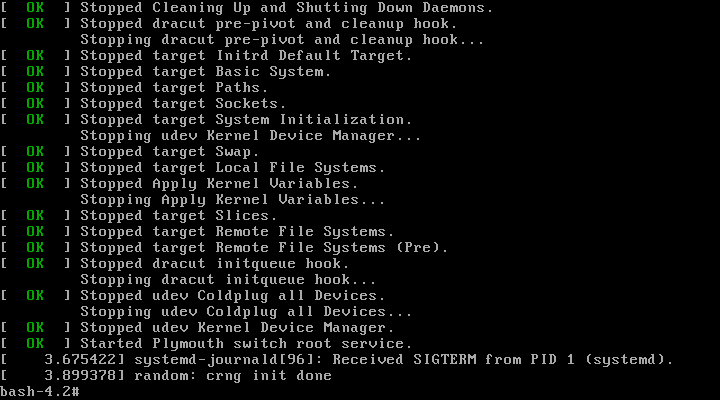 [  OK  ] Stopped Cleaning Up and Shutting Down Daemons.
[  OK  ] Stopped dracut pre-pivot and cleanup hook.
         Stopping dracut pre-pivot and cleanup hook...
[  OK  ] Stopped target Initrd Default Target.
[  OK  ] Stopped target Basic System.
[  OK  ] Stopped target Paths.
[  OK  ] Stopped target Sockets.
[  OK  ] Stopped target System Initialization.
         Stopping udev Kernel Device Manager...
[  OK  ] Stopped target Swap.
[  OK  ] Stopped target Local File Systems.
[  OK  ] Stopped Apply Kernel Variables.
         Stopping Apply Kernel Variables...
[  OK  ] Stopped target Slices.
[  OK  ] Stopped target Remote File Systems.
[  OK  ] Stopped target Remote File Systems (Pre).
[  OK  ] Stopped dracut initqueue hook.
         Stopping dracut initqueue hook...
[  OK  ] Stopped udev Coldplug all Devices.
         Stopping udev Coldplug all Devices...
[  OK  ] Stopped udev Kernel Device Manager.
[  OK  ] Started Plymouth switch root service.
[    3.675422] systemd-journald[96]: Received SIGTERM from PID 1 (systemd).
[    3.899378] random: crng init done
bash-4.2#